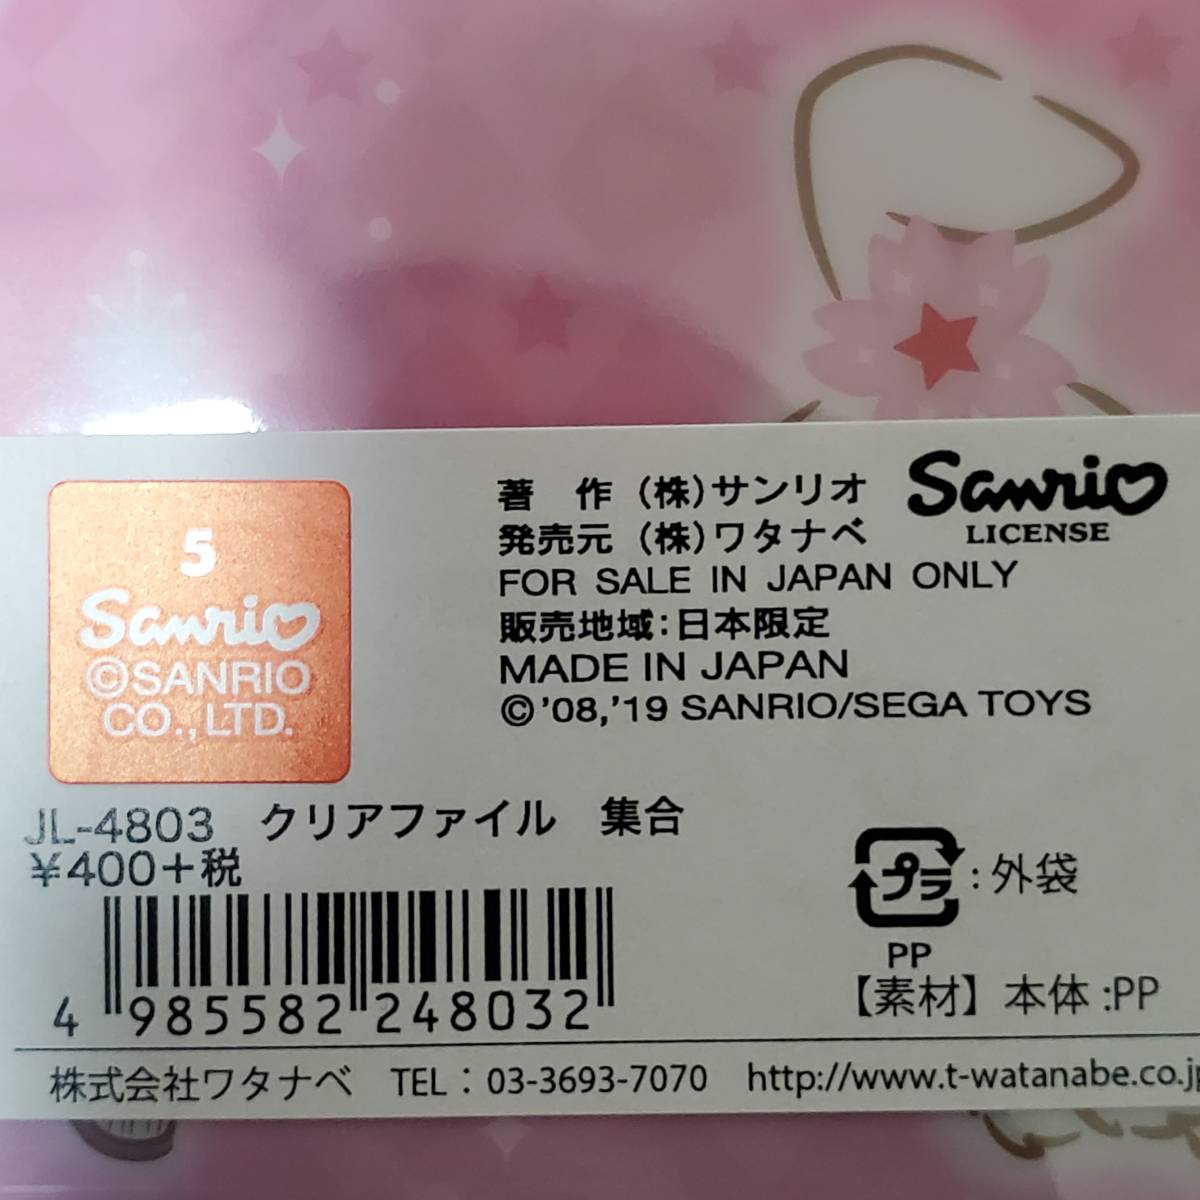 5
Sanrio
©SANRIO
CO.,LTD.
著 作 (株)サンリオ
発売元 (株)ワタナベ
Sanrio
LICENSE
FOR SALE IN JAPAN ONLY
販売地域:日本限定
MADE IN JAPAN
©'08,'19 SANRIO/SEGA TOYS
JL-4803 クリアファイル 集合
¥400+税
4 985582 248032
プラ:外袋
PP
【素材】本体:PP
株式会社ワタナベ TEL:03-3693-7070 http://www.t-watanabe.co.jp